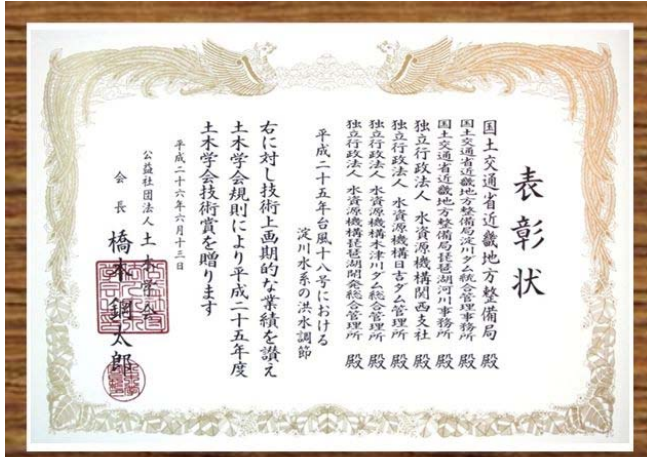 表彰状
国土交通省近畿地方整備局 殿
国土交通省近畿地方整備局淀川ダム統合管理事務所 殿
国土交通省近畿地方整備局琵琶湖河川事務所 殿
独立行政法人 水資源機構関西支社 殿
独立行政法人 水資源機構日吉ダム管理所 殿
独立行政法人 水資源機構木津川ダム総合管理所 殿
独立行政法人 水資源機構琵琶湖開発総合管理所 殿
平成二十五年台風十八号における
淀川水系の洪水調節
右に対し技術上画期的な業績を讃え
土木学会規則により平成二十五年度
土木学会技術賞を贈ります
平成二十六年六月十三日
公益社団法人 土木学会
会長 橋本 鋼太郎